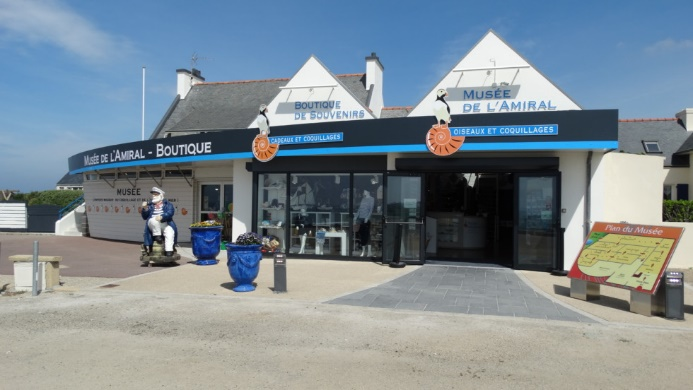 BOUTIQUE
DE SOUVENIRS
MUSÉE
DE L'AMIRAL
CADEAUX ET COQUILLAGES
OISEAUX ET COQUILLAGES
MUSÉE DE L'AMIRAL - BOUTIQUE
MUSÉE
Plan du Musée